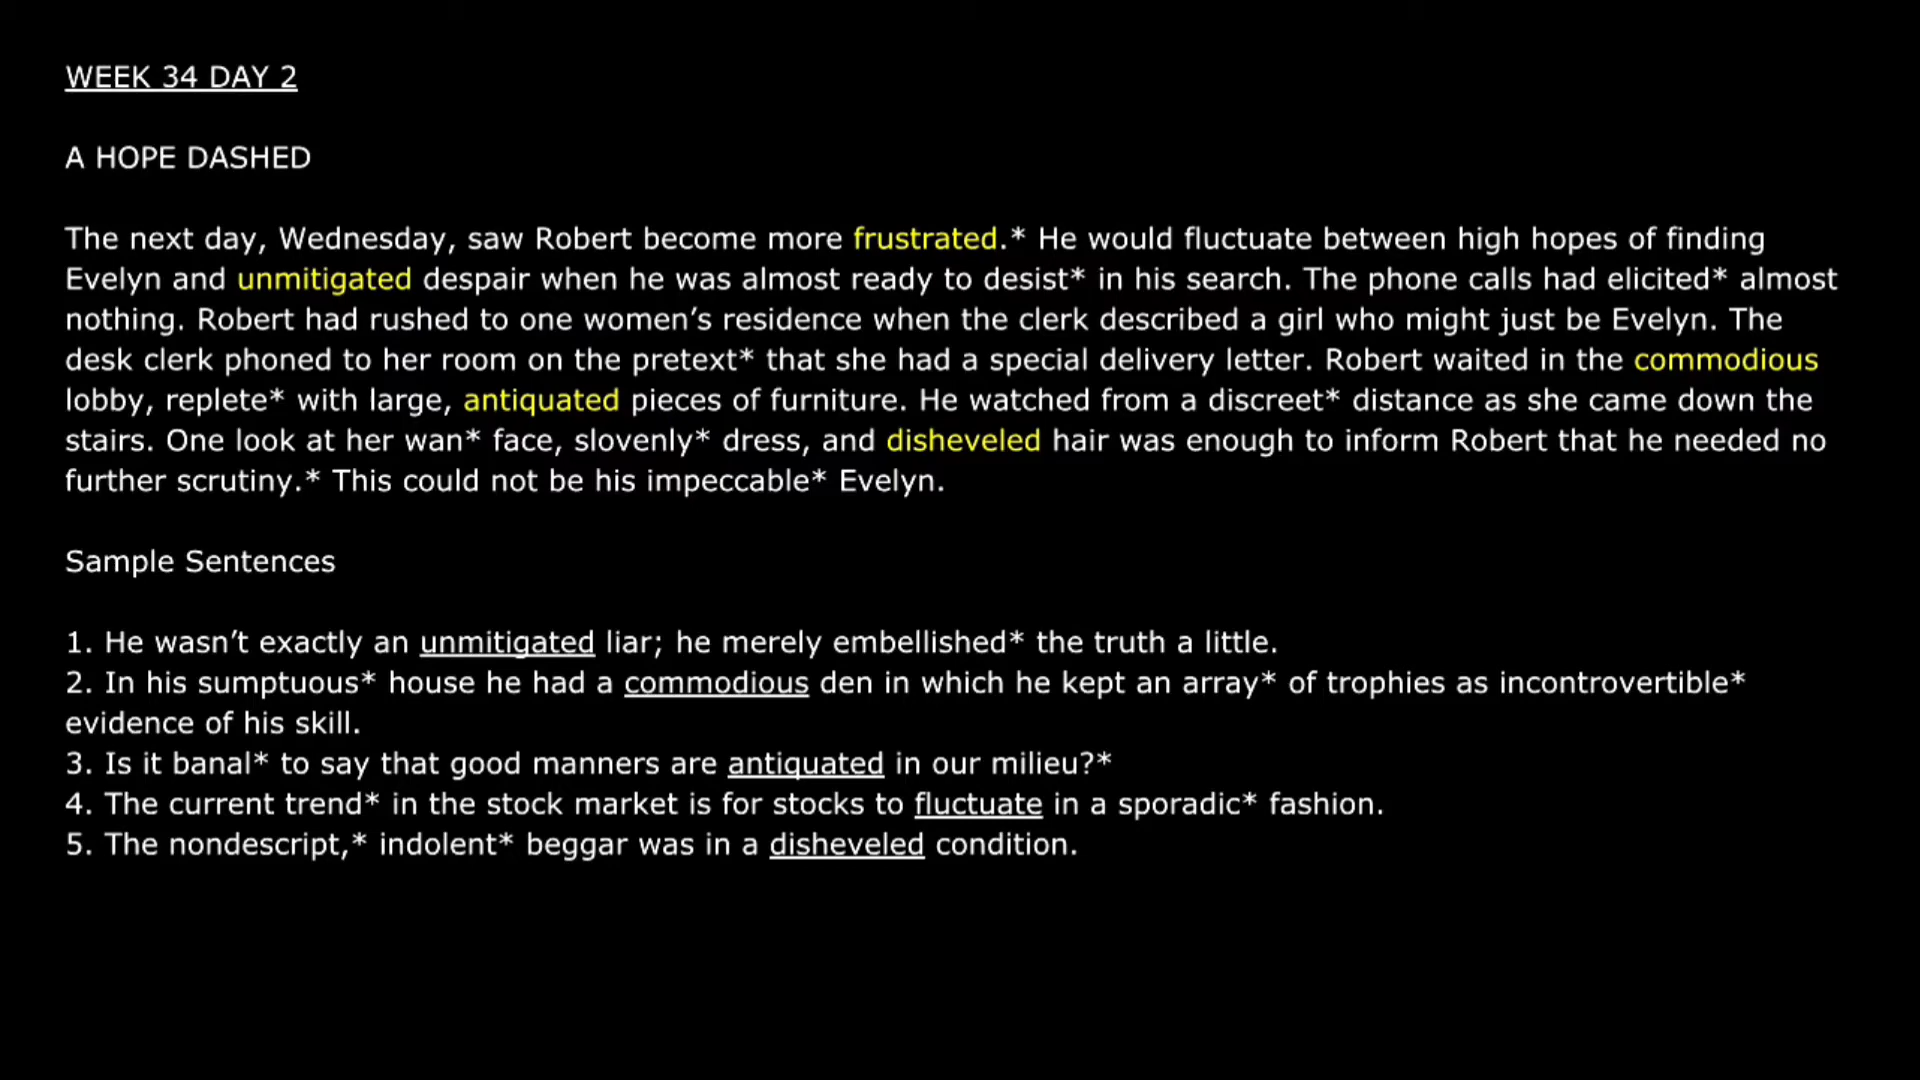 WEEK 34 DAY 2
A HOPE DASHED
The next day, Wednesday, saw Robert become more frustrated.* He would fluctuate between high hopes of finding
Evelyn and unmitigated despair when he was almost ready to desist* in his search. The phone calls had elicited* almost
nothing. Robert had rushed to one women’s residence when the clerk described a girl who might just be Evelyn. The
desk clerk phoned to her room on the pretext* that she had a special delivery letter. Robert waited in the commodious
lobby, replete* with large, antiquated pieces of furniture. He watched from a discreet* distance as she came down the
stairs. One look at her wan* face, slovenly* dress, and disheveled hair was enough to inform Robert that he needed no
further scrutiny.* This could not be his impeccable* Evelyn.
Sample Sentences
1. He wasn’t exactly an unmitigated liar; he merely embellished* the truth a little.
2. In his sumptuous* house he had a commodious den in which he kept an array* of trophies as incontrovertible*
evidence of his skill.
3. Is it banal* to say that good manners are antiquated in our milieu?*
4. The current trend* in the stock market is for stocks to fluctuate in a sporadic* fashion.
5. The nondescript,* indolent* beggar was in a disheveled condition.